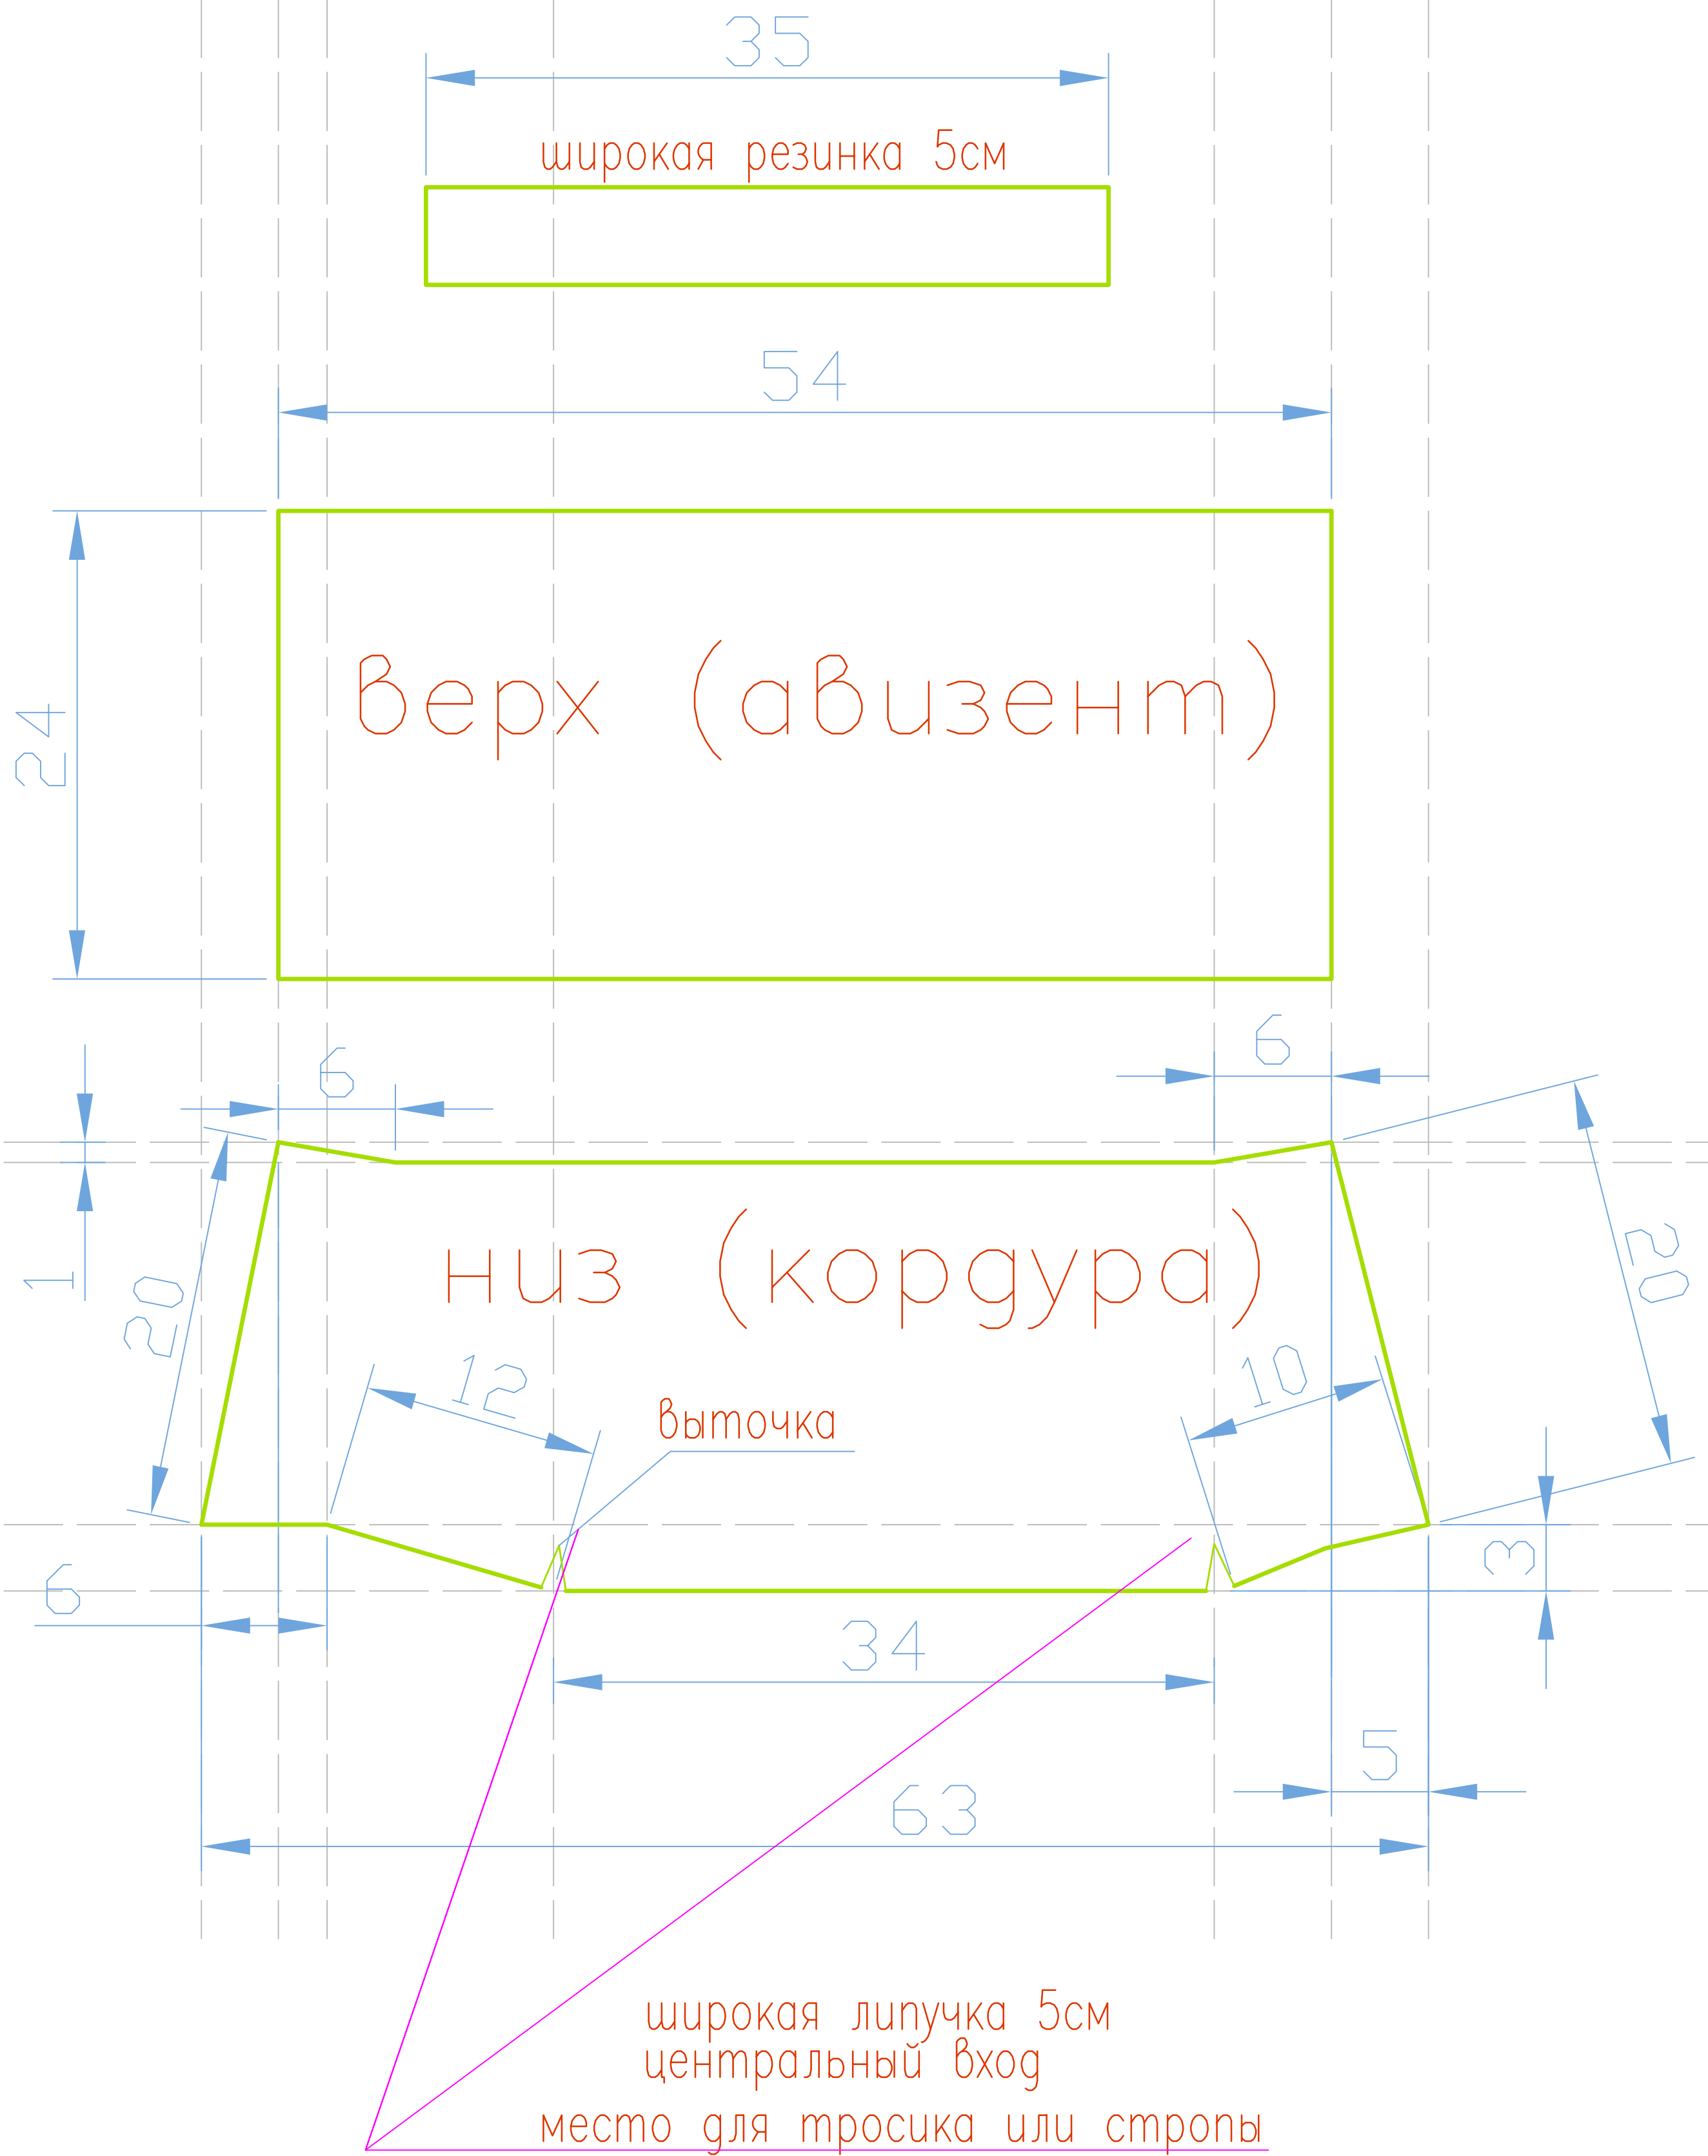 35
широкая резинка 5см
54
24
верх (авизент)
6
6
1
20
20
низ (кордура)
12
10
выточка
3
6
34
5
63
широкая липучка 5см
центральный вход
место для тросика или стропы